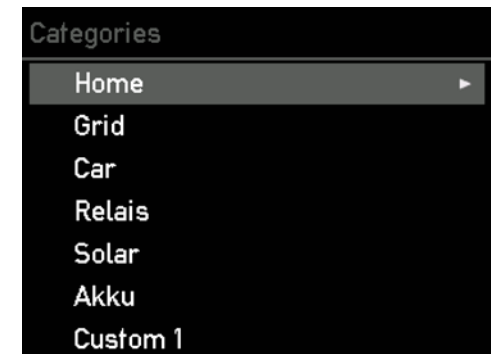 Categories
Home
Grid
Car
Relais
Solar
Akku
Custom 1